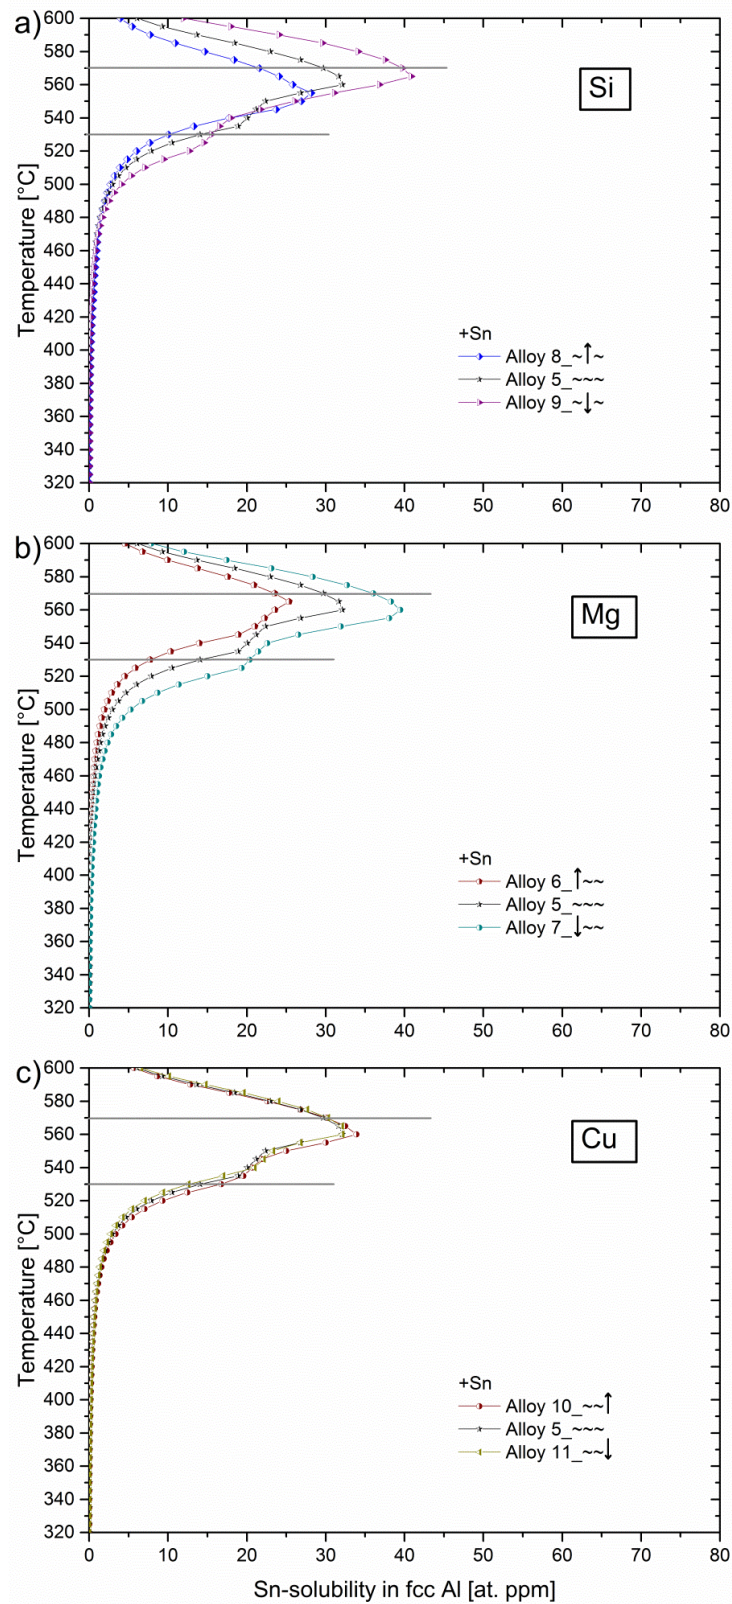 a)
600
580
560
540
520
500
480
460
440
420
400
380
360
340
320
Temperature [°C]
Si
+Sn
Alloy 8_~↑~
Alloy 5_~~~
Alloy 9_~↓~
0 10 20 30 40 50 60 70 80
b)
600
580
560
540
520
500
480
460
440
420
400
380
360
340
320
Temperature [°C]
Mg
+Sn
Alloy 6_↑~~
Alloy 5_~~~
Alloy 7_↓~~
0 10 20 30 40 50 60 70 80
c)
600
580
560
540
520
500
480
460
440
420
400
380
360
340
320
Temperature [°C]
Cu
+Sn
Alloy 10_~~↑
Alloy 5_~~~
Alloy 11_~~↓
0 10 20 30 40 50 60 70 80
Sn-solubility in fcc Al [at. ppm]